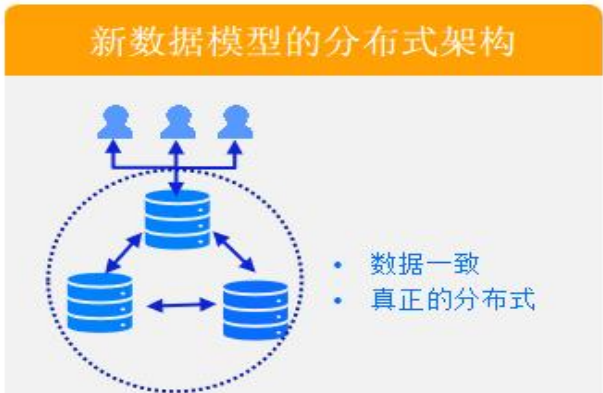 新数据模型的分布式架构
• 数据一致
• 真正的分布式